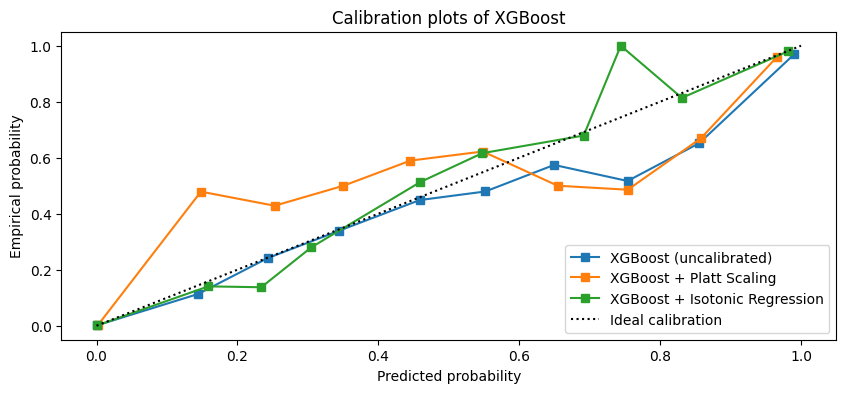 Calibration plots of XGBoost
Empirical probability
1.0
0.8
0.6
0.4
0.2
0.0
XGBoost (uncalibrated)
XGBoost + Platt Scaling
XGBoost + Isotonic Regression
Ideal calibration
0.0 0.2 0.4 0.6 0.8 1.0
Predicted probability